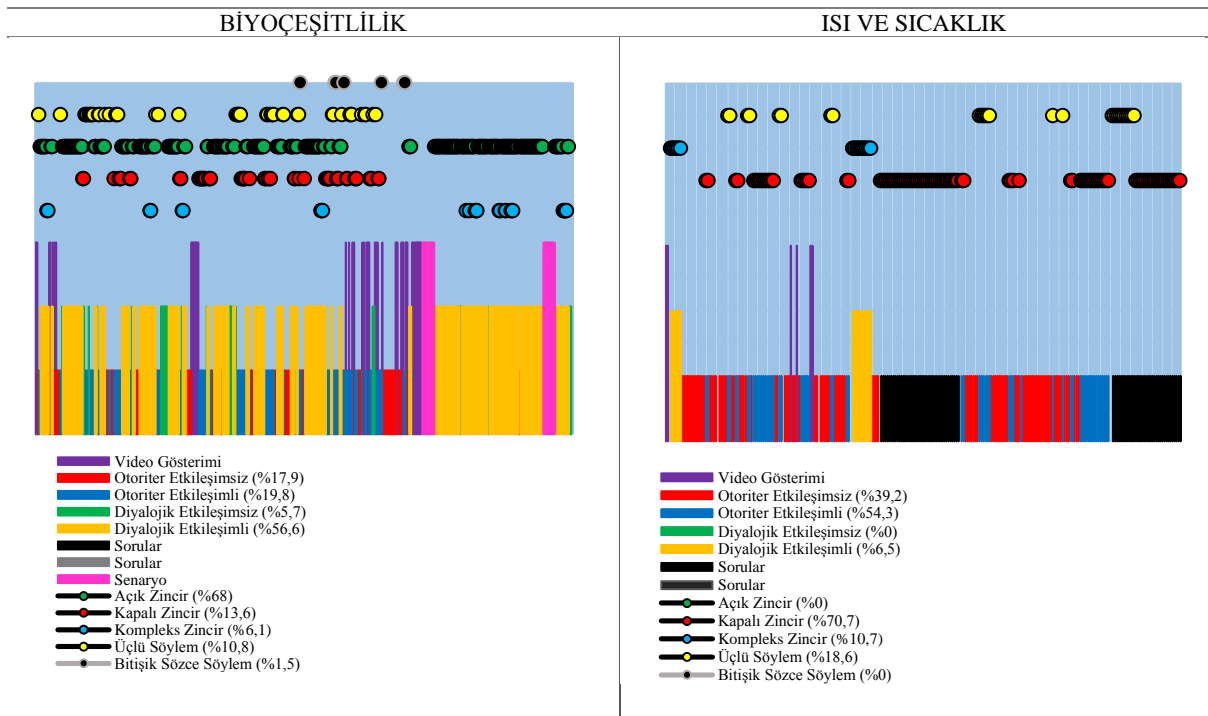 BİYOÇEŞİTLİLİK
ISI VE SICAKLIK
Video Gösterimi
Otoriter Etkileşimsiz (%17,9)
Otoriter Etkileşimli (%19,8)
Diyalojik Etkileşimsiz (%5,7)
Diyalojik Etkileşimli (%56,6)
Sorular
Sorular
Senaryo
Açık Zincir (%68)
Kapalı Zincir (%13,6)
Kompleks Zincir (%6,1)
Üçlü Söylem (%10,8)
Bitişik Sözce Söylem (%1,5)
Video Gösterimi
Otoriter Etkileşimsiz (%39,2)
Otoriter Etkileşimli (%54,3)
Diyalojik Etkileşimsiz (%0)
Diyalojik Etkileşimli (%6,5)
Sorular
Sorular
Açık Zincir (%0)
Kapalı Zincir (%70,7)
Kompleks Zincir (%10,7)
Üçlü Söylem (%18,6)
Bitişik Sözce Söylem (%0)